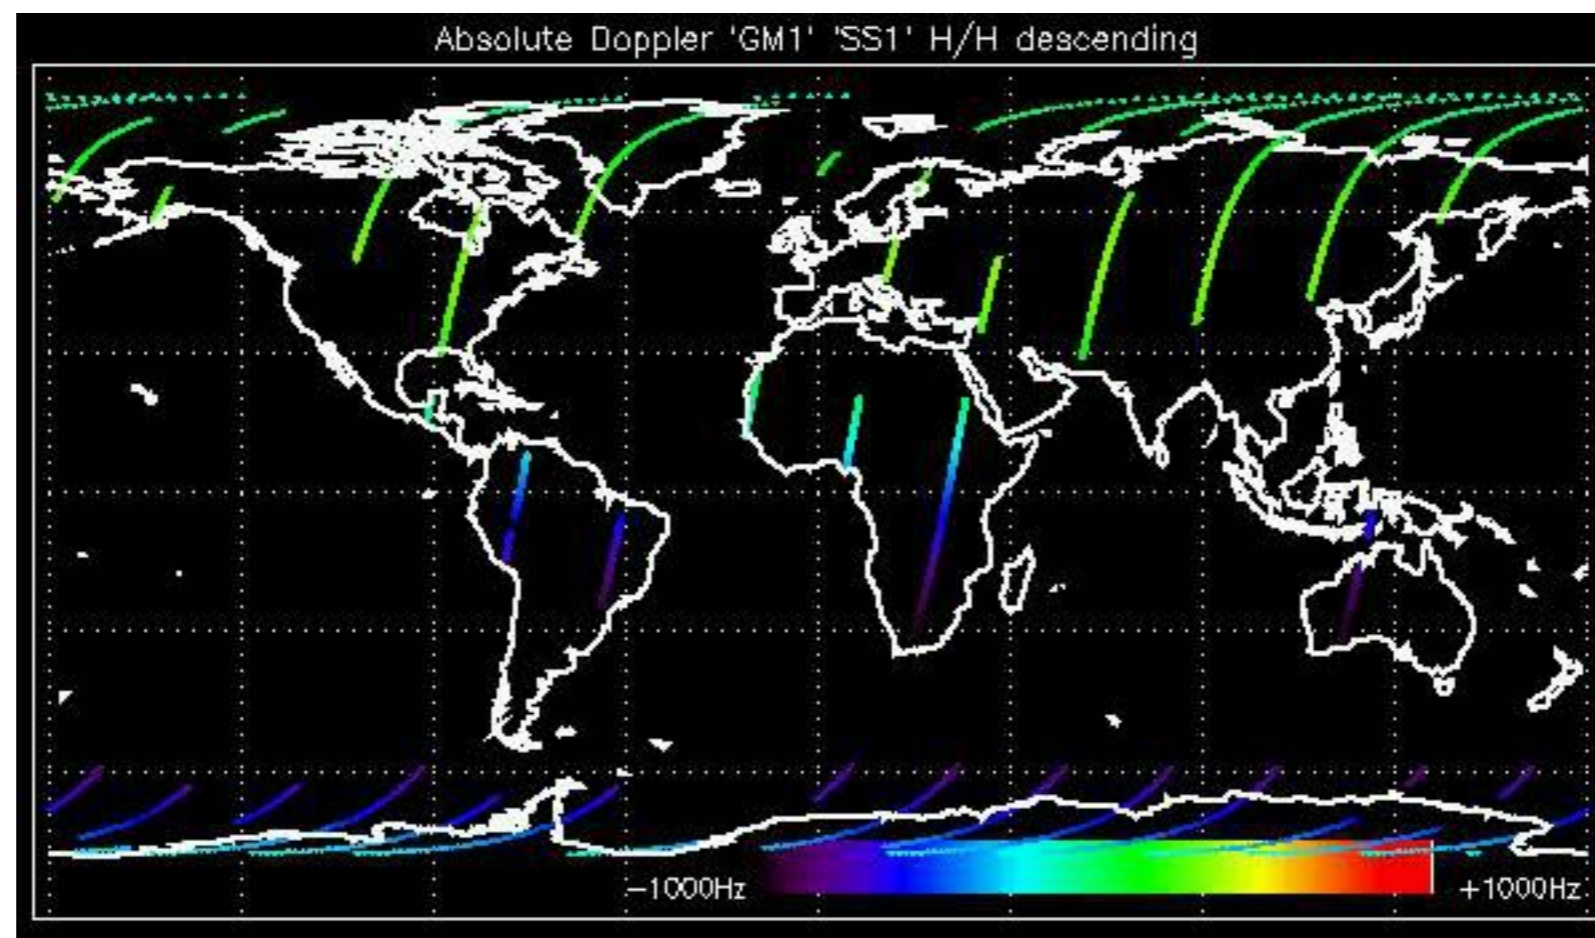 Absolute Doppler 'GM1' 'SS1' H/H descending
−1000Hz
+1000Hz